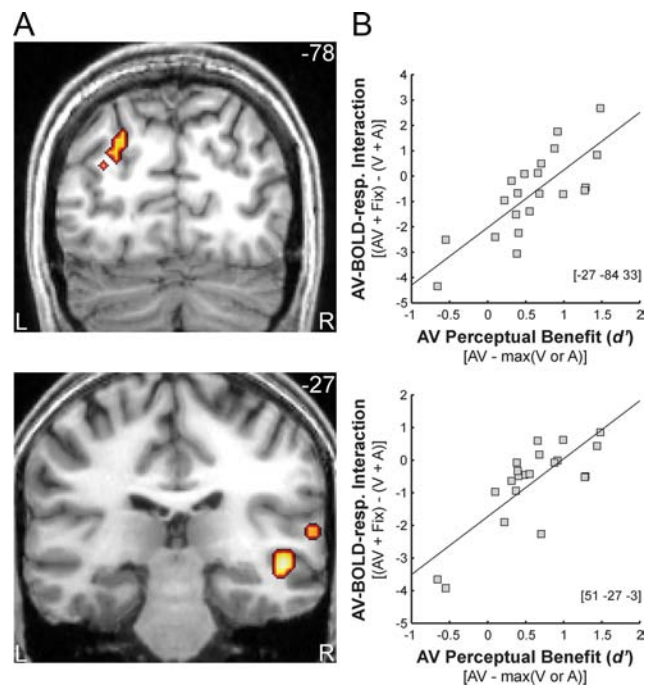 A
-78
L
R
B
AV-BOLD-resp. Interaction
[(AV + Fix) - (V + A)]
4
3
2
1
0
-1
-2
-3
-4
-5
[-27 -84 33]
-1 -0.5 0 0.5 1 1.5 2
AV Perceptual Benefit (d')
[AV - max(V or A)]
-27
L
R
AV-BOLD-resp. Interaction
[(AV + Fix) - (V + A)]
2
1
0
-1
-2
-3
-4
-5
[51 -27 -3]
-1 -0.5 0 0.5 1 1.5 2
AV Perceptual Benefit (d')
[AV - max(V or A)]